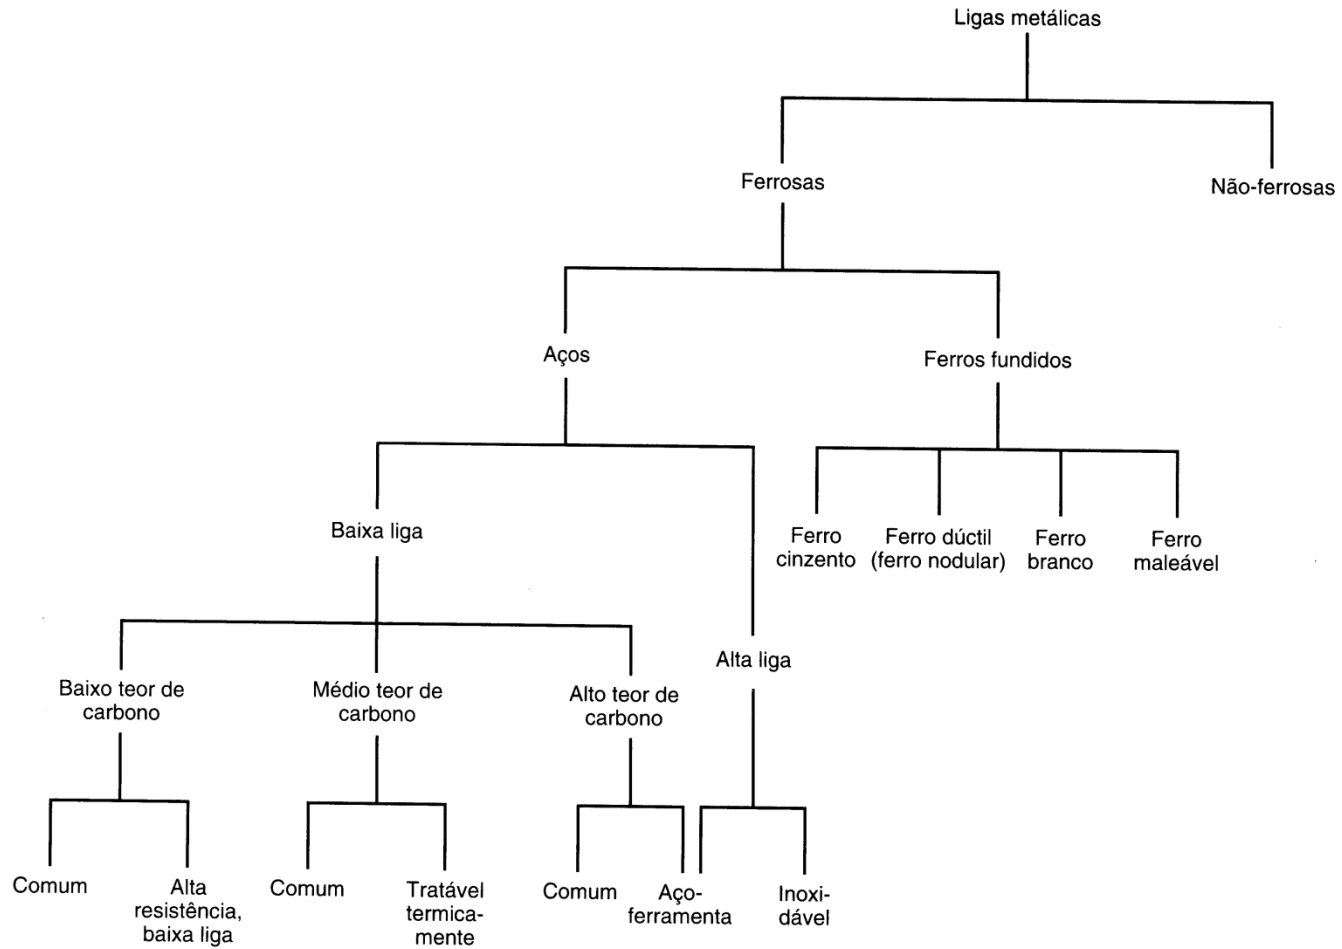 Ligas metálicas
Ferrosas
Não-ferrosas
Aços
Ferros fundidos
Baixa liga
Ferro
cinzento
Ferro dúctil
(ferro nodular)
Ferro
branco
Ferro
maleável
Alta liga
Baixo teor de
carbono
Médio teor de
carbono
Alto teor de
carbono
Comum
Alta
resistência,
baixa liga
Comum
Tratável
termica-
mente
Comum
Aço-
ferramenta
Inoxi-
dável